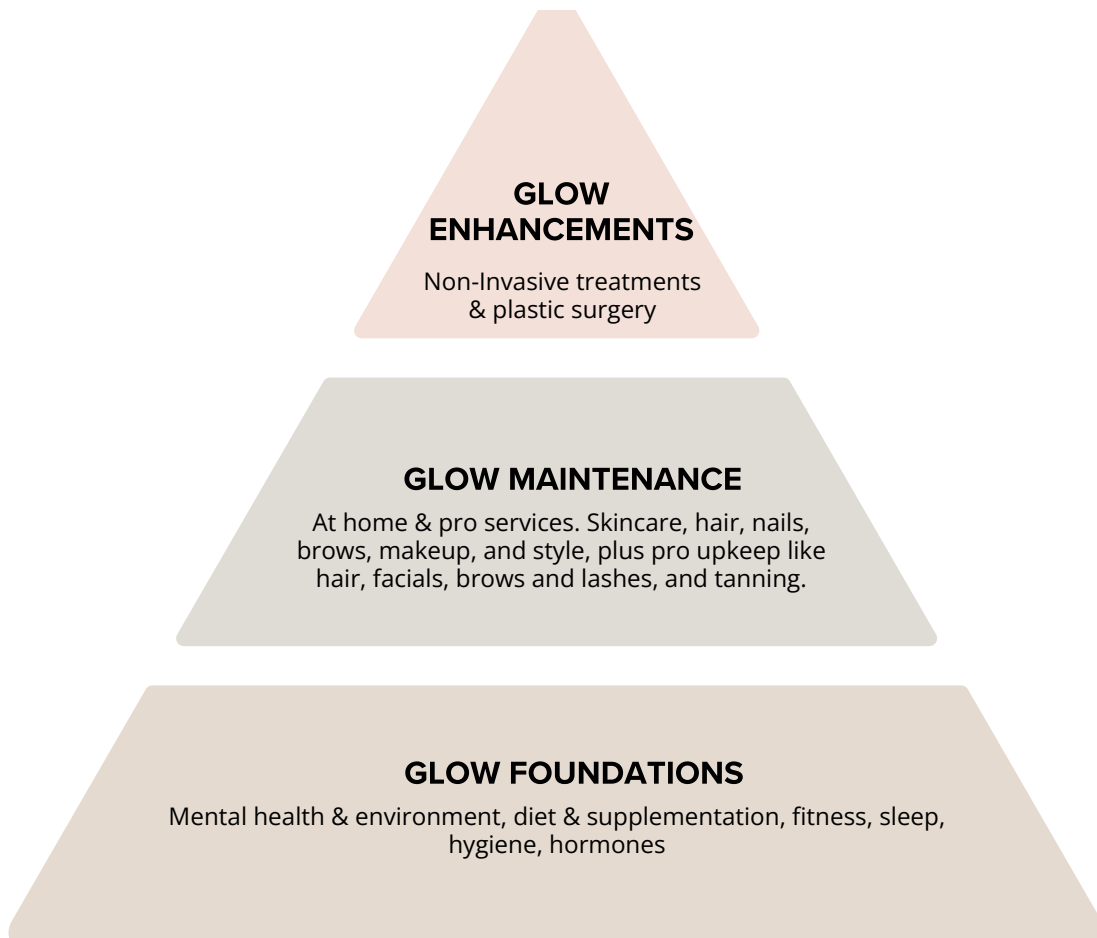 GLOW
ENHANCEMENTS
Non-Invasive treatments
& plastic surgery
GLOW MAINTENANCE
At home & pro services. Skincare, hair, nails,
brows, makeup, and style, plus pro upkeep like
hair, facials, brows and lashes, and tanning.
GLOW FOUNDATIONS
Mental health & environment, diet & supplementation, fitness, sleep,
hygiene, hormones